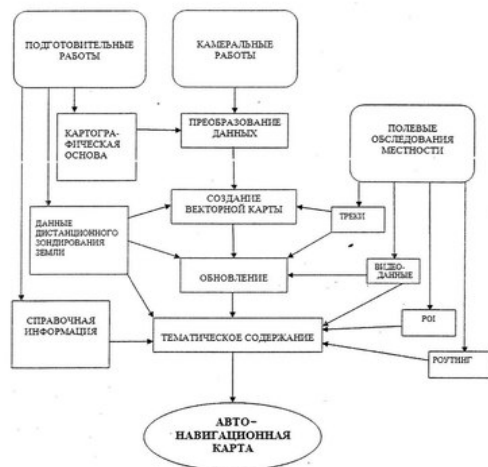 ПОДГОТОВИТЕЛЬНЫЕ
РАБОТЫ
КАМЕРАЛЬНЫЕ
РАБОТЫ
ПОЛЕВЫЕ
ОБСЛЕДОВАНИЯ
МЕСТНОСТИ
КАРТОГРА-
ФИЧЕСКАЯ
ОСНОВА
ПРЕОБРАЗОВАНИЕ
ДАННЫХ
ДАННЫЕ
ДИСТАНЦИОННОГО
ЗОНДИРОВАНИЯ
ЗЕМЛИ
СОЗДАНИЕ
ВЕКТОРНОЙ КАРТЫ
ТРЕКИ
ОБНОВЛЕНИЕ
ВИДЕО-
ДАННЫЕ
СПРАВОЧНАЯ
ИНФОРМАЦИЯ
ТЕМАТИЧЕСКОЕ СОДЕРЖАНИЕ
POI
РОУТИНГ
АВТО-
НАВИГАЦИОННАЯ
КАРТА